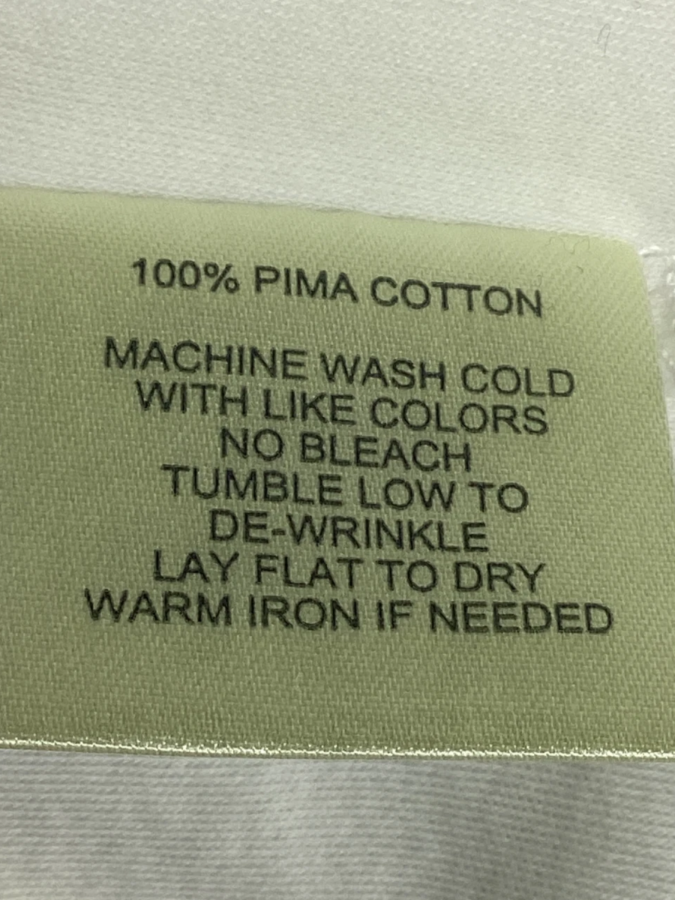 100% PIMA COTTON
MACHINE WASH COLD
WITH LIKE COLORS
NO BLEACH
TUMBLE LOW TO
DE-WRINKLE
LAY FLAT TO DRY
WARM IRON IF NEEDED